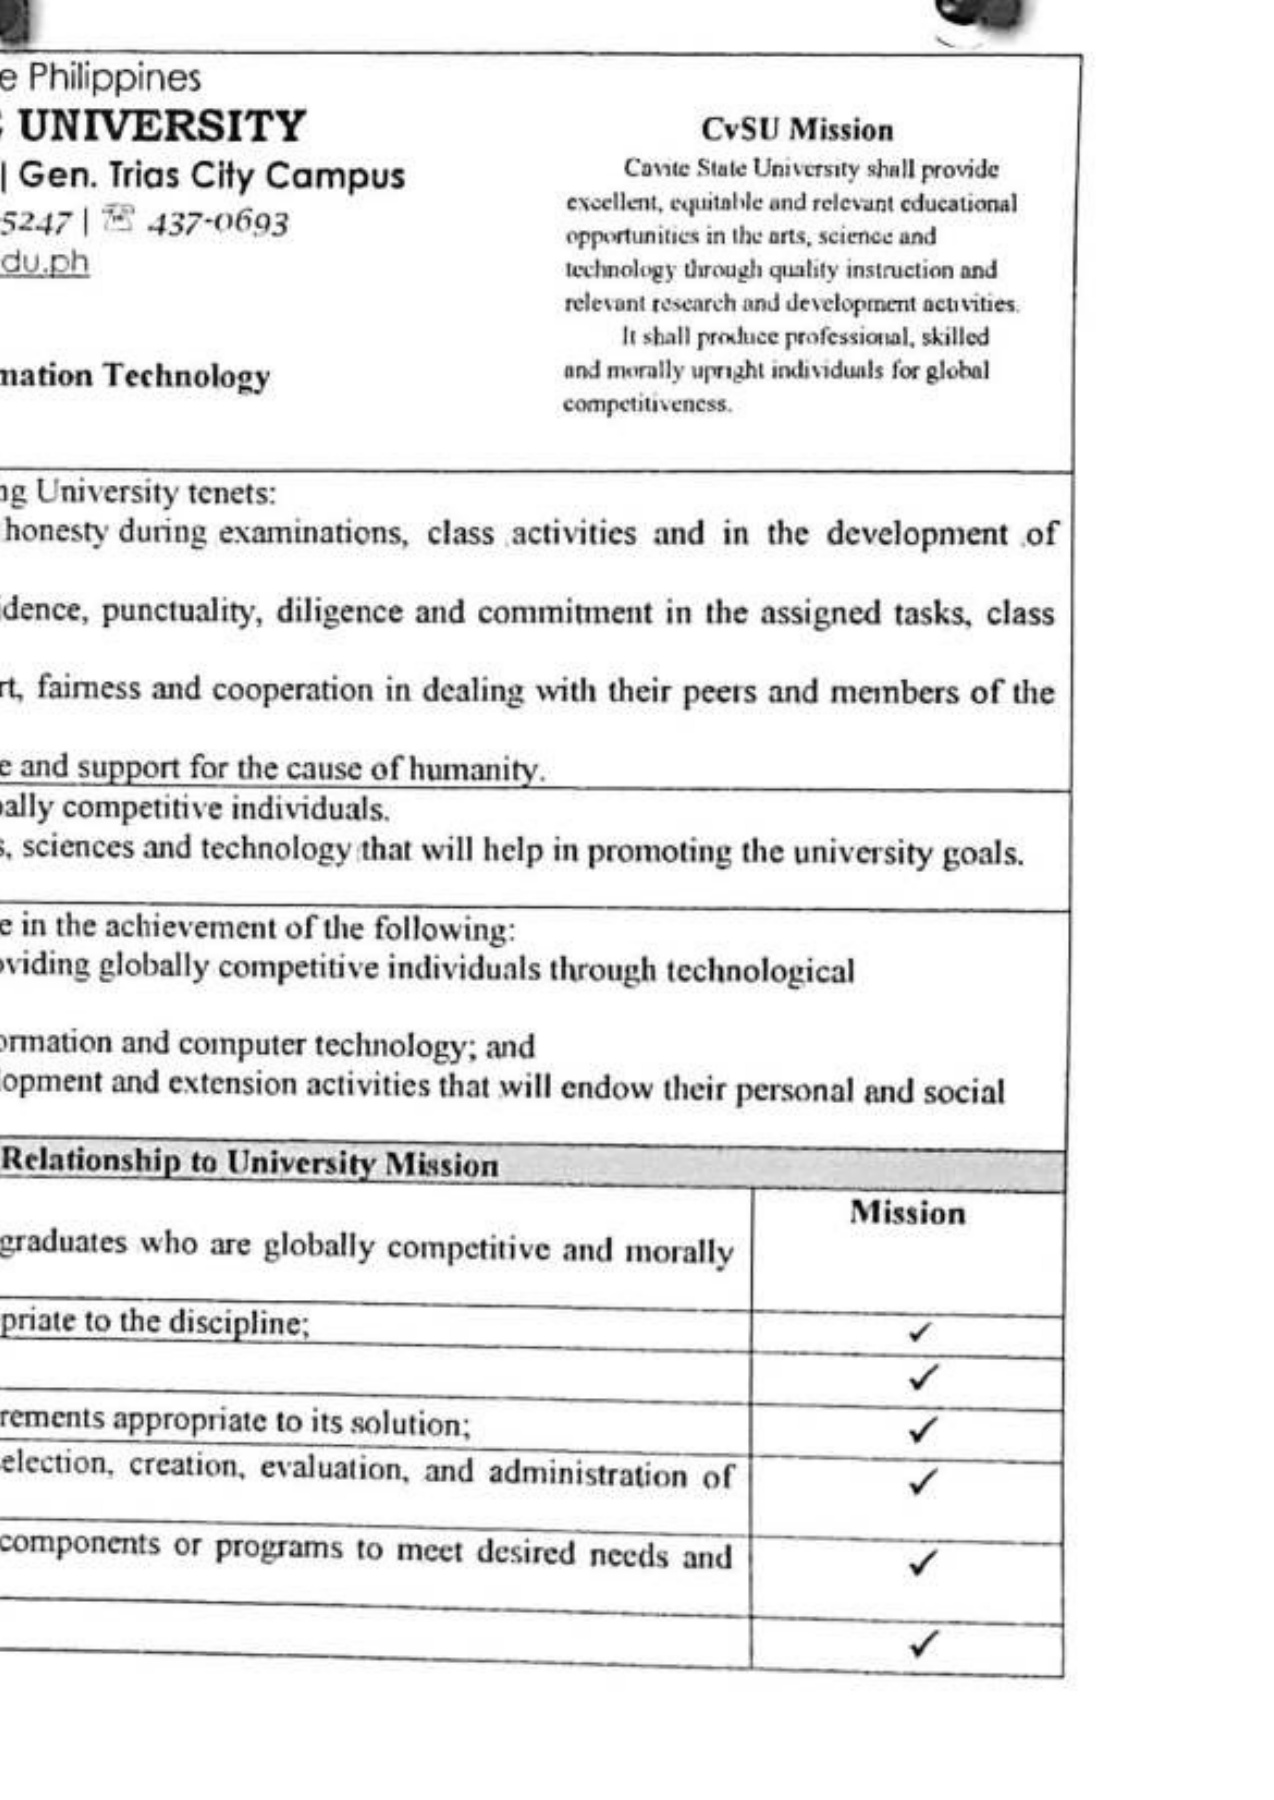 e Philippines
UNIVERSITY
| Gen. Trias City Campus
5247 | ☏ 437-0693
du.ph
nation Technology
CvSU Mission
Cavite State University shall provide
excellent, equitable and relevant educational
opportunities in the arts, science and
technology through quality instruction and
relevant research and development activities.
It shall produce professional, skilled
and morally upright individuals for global
competitiveness.
ng University tenets:
honesty during examinations, class activities and in the development of
dence, punctuality, diligence and commitment in the assigned tasks, class
rt, fairness and cooperation in dealing with their peers and members of the
e and support for the cause of humanity.
ally competitive individuals.
s, sciences and technology that will help in promoting the university goals.
e in the achievement of the following:
oviding globally competitive individuals through technological
ormation and computer technology; and
lopment and extension activities that will endow their personal and social
Relationship to University Mission
Mission
graduates who are globally competitive and morally
priate to the discipline; ✓
✓
rements appropriate to its solution; ✓
election, creation, evaluation, and administration of ✓
components or programs to meet desired needs and ✓
✓